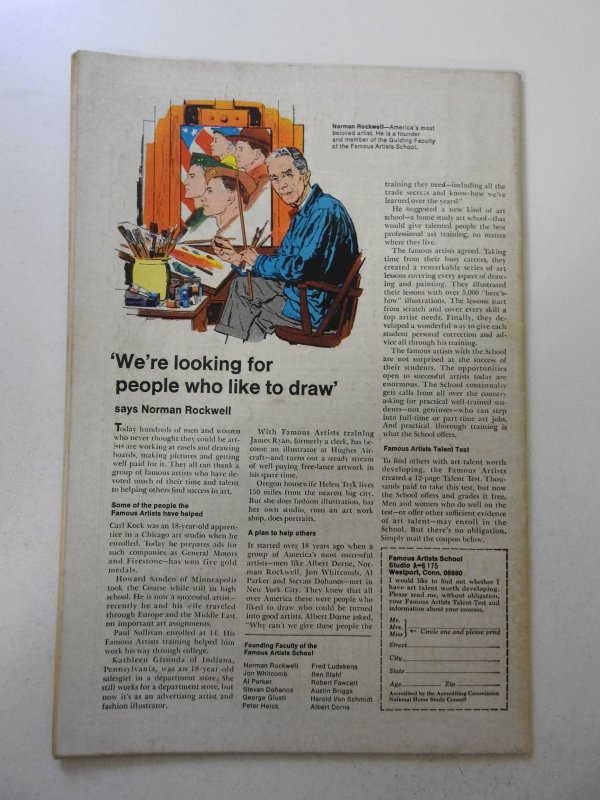 Norman Rockwell—America's most
beloved artist. He is a founder
and member of the Guiding Faculty
of the Famous Artists School.
'We're looking for
people who like to draw'
says Norman Rockwell
Today hundreds of men and women
who never thought they could be art-
ists are working at easels and drawing
boards, making pictures and getting
well paid for it. They all can thank a
group of famous artists who have de-
voted much of their time and talent
to helping others find success in art.
Some of the people the
Famous Artists have helped
Carl Kock was an 18-year-old appren-
tice in a Chicago art studio when he
enrolled. Today he prepares ads for
such companies as General Motors
and Firestone—has won five gold
medals.
Howard Sanden of Minneapolis
took the Course while still in high
school. He is now a successful artist—
recently he and his wife traveled
through Europe and the Middle East
on important art assignments.
Paul Sullivan enrolled at 14. His
Famous Artists training helped him
work his way through college.
Kathleen Gironda of Indiana,
Pennsylvania, was an 18-year-old
salesgirl in a department store. She
still works for a department store, but
now it's as an advertising artist and
fashion illustrator.
With Famous Artists training
James Ryan, formerly a clerk, has be-
come an illustrator at Hughes Air-
craft—and turns out a steady stream
of well-paying free-lance artwork in
his spare time.
Oregon housewife Helen Tryk lives
150 miles from the nearest big city.
But she does fashion illustration, has
her own studio, runs an art work
shop, does portraits.
A plan to help others
It started over 18 years ago when a
group of America's most successful
artists—men like Albert Dorne, Nor-
man Rockwell, Jon Whitcomb, Al
Parker and Stevan Dohanos—met in
New York City. They knew that all
over America there were people who
liked to draw who could be turned
into good artists. Albert Dorne asked,
"Why can't we give these people the
Founding Faculty of the
Famous Artists School
Norman Rockwell
Jon Whitcomb
Al Parker
Stevan Dohanos
George Giusti
Peter Helck
Fred Ludekens
Ben Stahl
Robert Fawcett
Austin Briggs
Harold Von Schmidt
Albert Dorne
training they need—including all the
trade secrets and know-how we've
learned over the years?"
He suggested a new kind of art
school—a home study art school—that
would give talented people the best
professional art training, no matter
where they live.
The famous artists agreed. Taking
time from their busy careers, they
created a remarkable series of art
lessons covering every aspect of draw-
ing and painting. They illustrated
their lessons with over 5,000 "here's
how" illustrations. The lessons start
from scratch and cover every skill a
top artist needs. Finally, they de-
veloped a wonderful way to give each
student personal correction and ad-
vice all through his training.
The famous artists with the School
are not surprised at the success of
their students. The opportunities
open to successful artists today are
enormous. The School continually
gets calls from all over the country
asking for practical well-trained stu-
dents—not geniuses—who can step
into full-time or part-time art jobs.
And practical, thorough training is
what the School offers.
Famous Artists Talent Test
To find others with art talent worth
developing, the Famous Artists
created a 12-page Talent Test. Thou-
sands paid to take this test, but now
the School offers and grades it free.
Men and women who do well on the
test—or offer other sufficient evidence
of art talent—may enroll in the
School. But there's no obligation.
Simply mail the coupon below.
Famous Artists School
Studio A-5175
Westport, Conn. 06880
I would like to find out whether I
have art talent worth developing.
Please send me, without obligation,
your Famous Artists Talent Test and
information about your courses.
Mr.
Mrs.
Miss ← Circle one and please print
Street
City
State
Age Zip
Accredited by the Accrediting Commission
National Home Study Council